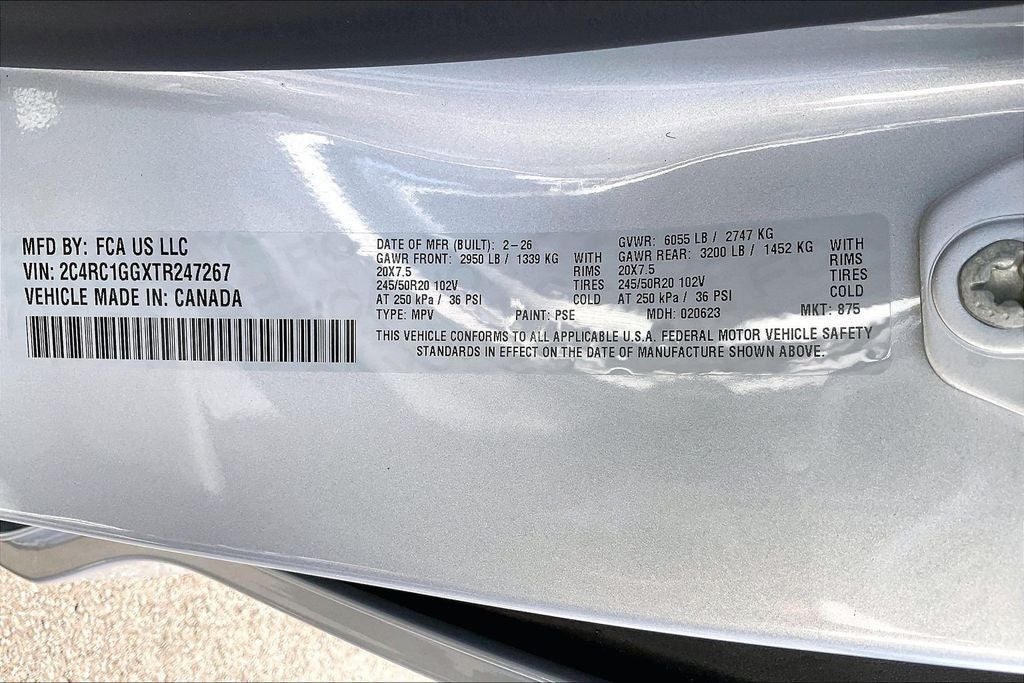 MFD BY: FCA US LLC
VIN: 2C4RC1GGXTR247267
VEHICLE MADE IN: CANADA
DATE OF MFR (BUILT): 2-26
GAWR FRONT: 2950 LB / 1339 KG WITH
20X7.5 RIMS
245/50R20 102V TIRES
AT 250 kPa / 36 PSI COLD
TYPE: MPV PAINT: PSE
GVWR: 6055 LB / 2747 KG
GAWR REAR: 3200 LB / 1452 KG WITH
20X7.5 RIMS
245/50R20 102V TIRES
AT 250 kPa / 36 PSI COLD
MDH: 020623 MKT: 875
THIS VEHICLE CONFORMS TO ALL APPLICABLE U.S.A. FEDERAL MOTOR VEHICLE SAFETY
STANDARDS IN EFFECT ON THE DATE OF MANUFACTURE SHOWN ABOVE.